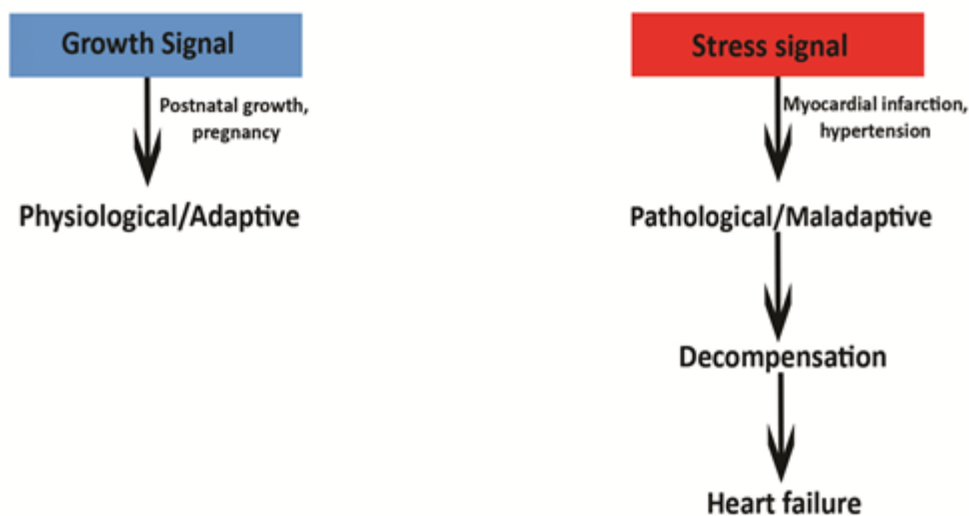 Growth Signal
Postnatal growth,
pregnancy
Physiological/Adaptive
Stress signal
Myocardial infarction,
hypertension
Pathological/Maladaptive
Decompensation
Heart failure